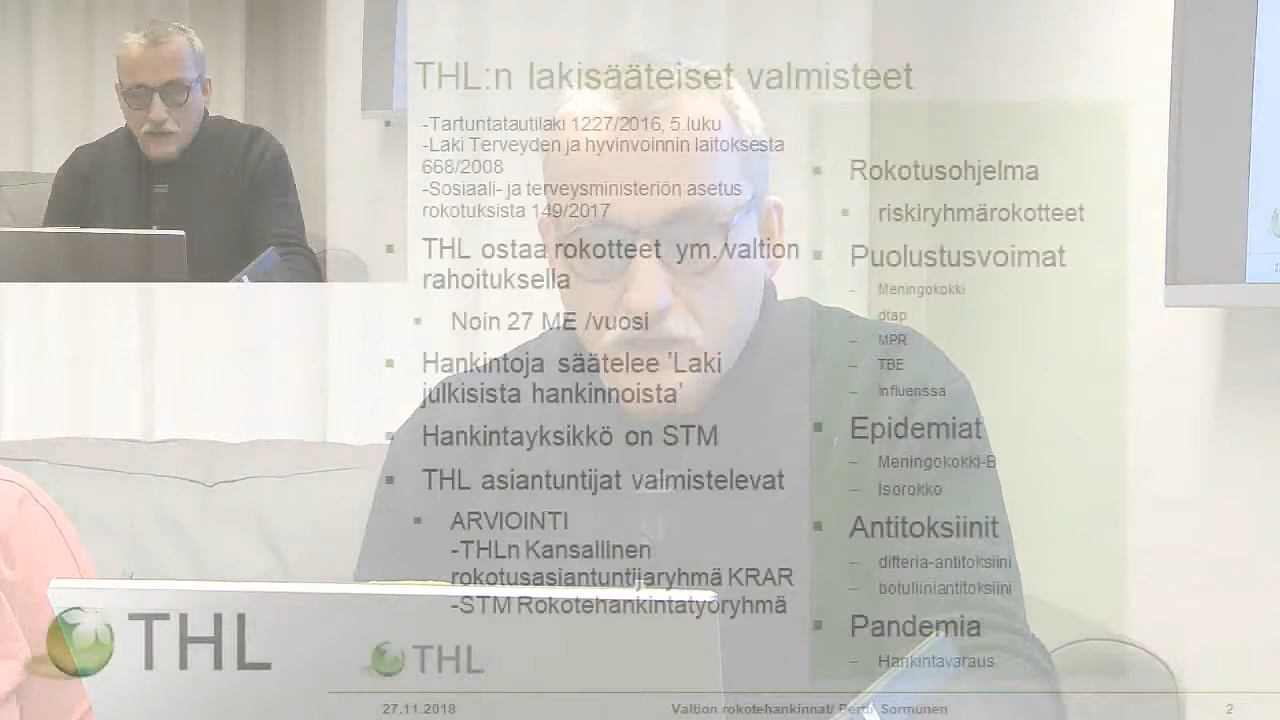 THL:n lakisääteiset valmisteet
-Tartuntatautilaki 1227/2016, 5.luku
-Laki Terveyden ja hyvinvoinnin laitoksesta
668/2008
-Sosiaali- ja terveysministeriön asetus
rokotuksista 149/2017
THL ostaa rokotteet ym. valtion
rahoituksella
Noin 27 ME /vuosi
Hankintoja säätelee 'Laki
julkisista hankinnoista'
Hankintayksikkö on STM
THL asiantuntijat valmistelevat
ARVIOINTI
-THLn Kansallinen
rokotusasiantuntijaryhmä KRAR
-STM Rokotehankintatyöryhmä
Rokotusohjelma
riskiryhmärokotteet
Puolustusvoimat
– Meningokokki
– dtap
– MPR
– TBE
– Influenssa
Epidemiat
– Meningokokki-B
– Isorokko
Antitoksiinit
– difteria-antitoksiini
– botuliiniantitoksiini
Pandemia
– Hankintavaraus
THL
THL
27.11.2018
Valtion rokotehankinnat/ Pertti Sormunen
2